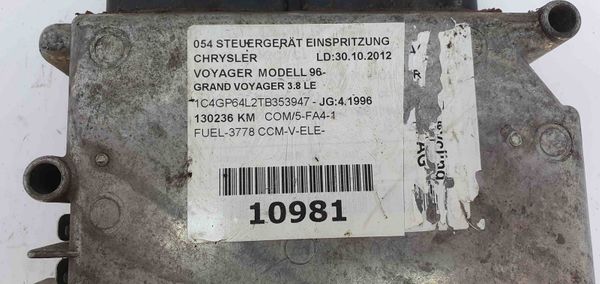 054 STEUERGERÄT EINSPRITZUNG
CHRYSLER LD:30.10.2012
VOYAGER MODELL 96-
GRAND VOYAGER 3.8 LE
1C4GP64L2TB353947 - JG:4.1996
130236 KM COM/5-FA4-1
FUEL-3778 CCM-V-ELE-
10981
AG